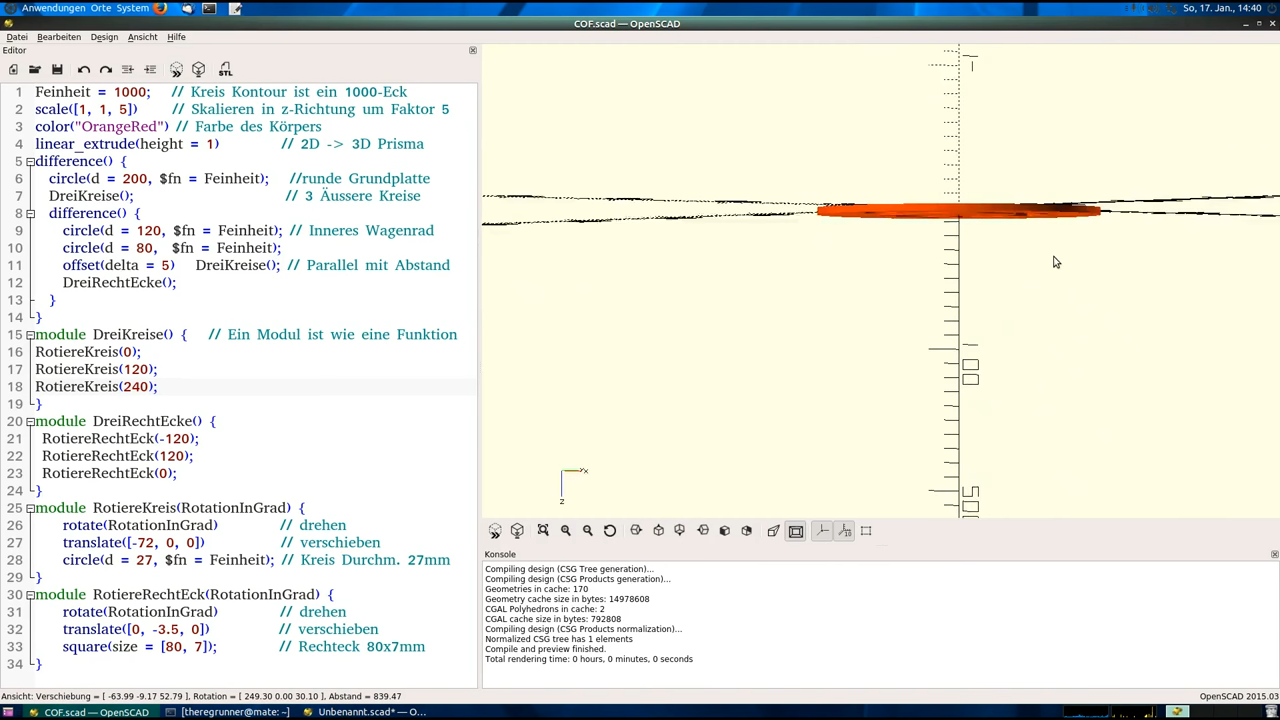 Anwendungen Orte System
So, 17. Jan., 14:40
COF.scad — OpenSCAD
Datei Bearbeiten Design Ansicht Hilfe
Editor
STL
1 Feinheit = 1000; // Kreis Kontour ist ein 1000-Eck
2 scale([1, 1, 5]) // Skalieren in z-Richtung um Faktor 5
3 color("OrangeRed") // Farbe des Körpers
4 linear_extrude(height = 1) // 2D -> 3D Prisma
5 difference() {
6 circle(d = 200, $fn = Feinheit); //runde Grundplatte
7 DreiKreise(); // 3 Äussere Kreise
8 difference() {
9 circle(d = 120, $fn = Feinheit); // Inneres Wagenrad
10 circle(d = 80, $fn = Feinheit);
11 offset(delta = 5) DreiKreise(); // Parallel mit Abstand
12 DreiRechtEcke();
13 }
14 }
15 module DreiKreise() { // Ein Modul ist wie eine Funktion
16 RotiereKreis(0);
17 RotiereKreis(120);
18 RotiereKreis(240);
19 }
20 module DreiRechtEcke() {
21 RotiereRechtEck(-120);
22 RotiereRechtEck(120);
23 RotiereRechtEck(0);
24 }
25 module RotiereKreis(RotationInGrad) {
26 rotate(RotationInGrad) // drehen
27 translate([-72, 0, 0]) // verschieben
28 circle(d = 27, $fn = Feinheit); // Kreis Durchm. 27mm
29 }
30 module RotiereRechtEck(RotationInGrad) {
31 rotate(RotationInGrad) // drehen
32 translate([0, -3.5, 0]) // verschieben
33 square(size = [80, 7]); // Rechteck 80x7mm
34 }
100
z
Konsole
Compiling design (CSG Tree generation)...
Compiling design (CSG Products generation)...
Geometries in cache: 170
Geometry cache size in bytes: 14978608
CGAL Polyhedrons in cache: 2
CGAL cache size in bytes: 792808
Compiling design (CSG Products normalization)...
Normalized CSG tree has 1 elements
Compile and preview finished.
Total rendering time: 0 hours, 0 minutes, 0 seconds
Ansicht: Verschiebung = [ -63.99 -9.17 52.79 ], Rotation = [ 249.30 0.00 30.10 ], Abstand = 839.47
OpenSCAD 2015.03
COF.scad — OpenSCAD
[theregrunner@mate: ~]
Unbenannt.scad* — O...